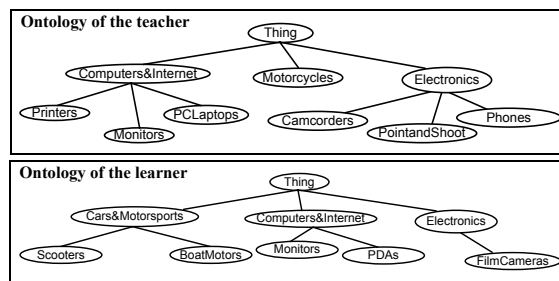 Ontology of the teacher
Thing
Computers&Internet
Motorcycles
Electronics
Printers
PCLaptops
Monitors
Camcorders
Phones
PointandShoot
Ontology of the learner
Thing
Cars&Motorsports
Computers&Internet
Electronics
Scooters
BoatMotors
Monitors
PDAs
FilmCameras